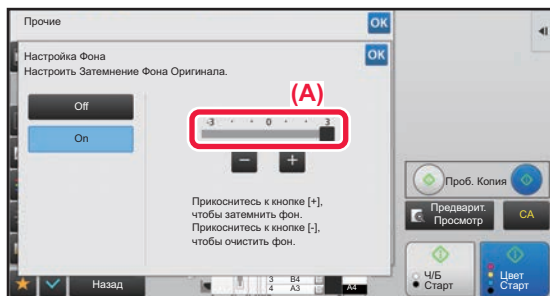 Прочие
OK
Настройка Фона
OK
Настроить Затемнение Фона Оригинала.
(A)
Off
-3 0 3
On
Проб. Копия
Прикоснитесь к кнопке [+],
чтобы затемнить фон.
Прикоснитесь к кнопке [-],
чтобы очистить фон.
Предварит.
Просмотр
CA
Назад
3 B4
4 A3
A4
Ч/Б
Старт
Цвет
Старт